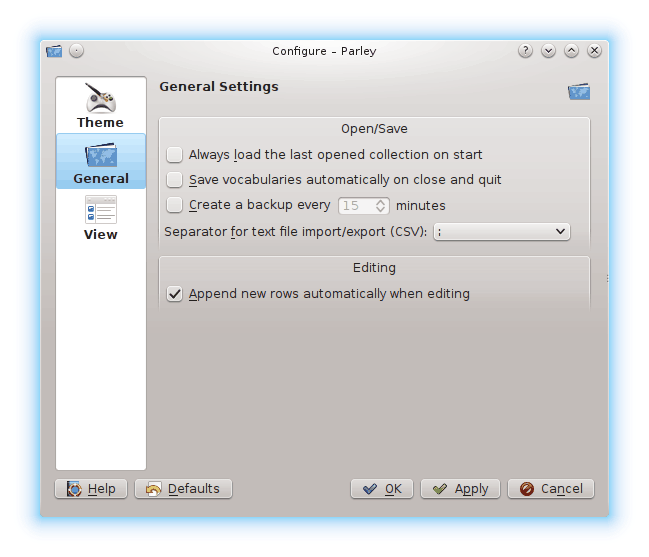 Configure – Parley
Theme
General
View
General Settings
Open/Save
Always load the last opened collection on start
Save vocabularies automatically on close and quit
Create a backup every 15 minutes
Separator for text file import/export (CSV): ;
Editing
Append new rows automatically when editing
Help Defaults OK Apply Cancel